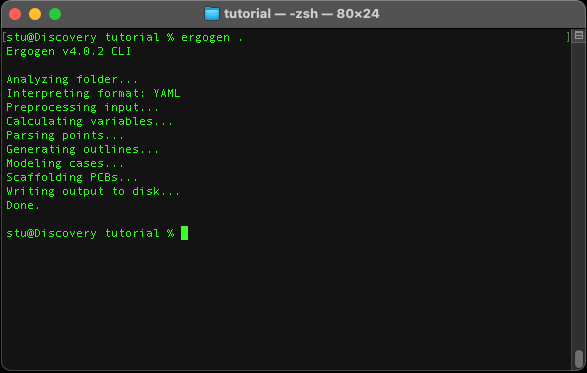 tutorial — -zsh — 80×24
[stu@Discovery tutorial % ergogen .]
Ergogen v4.0.2 CLI
Analyzing folder...
Interpreting format: YAML
Preprocessing input...
Calculating variables...
Parsing points...
Generating outlines...
Modeling cases...
Scaffolding PCBs...
Writing output to disk...
Done.
stu@Discovery tutorial %